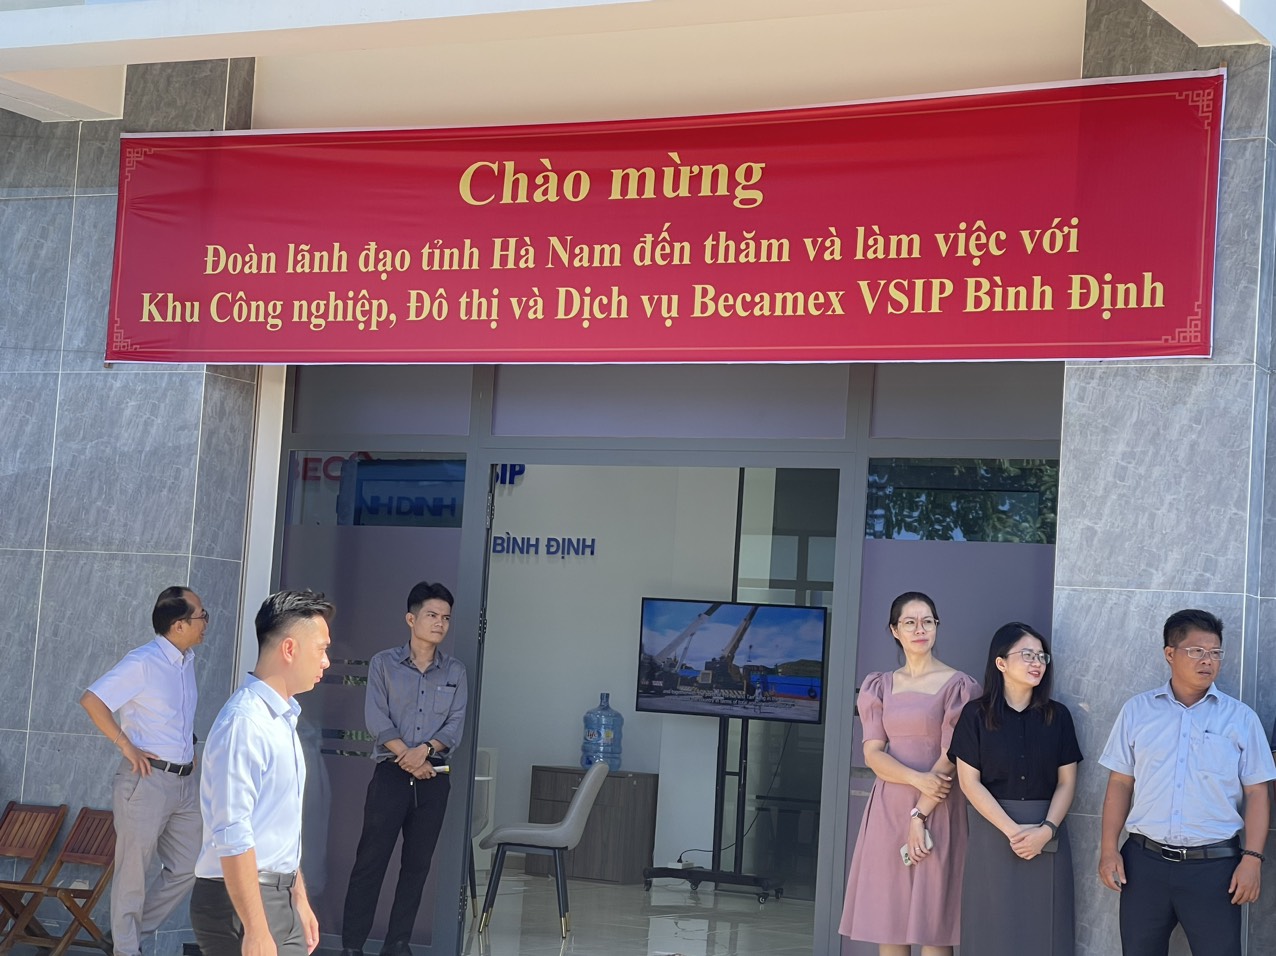 Chào mừng
Đoàn lãnh đạo tỉnh Hà Nam đến thăm và làm việc với
Khu Công nghiệp, Đô thị và Dịch vụ Becamex VSIP Bình Định
BÌNH ĐỊNH